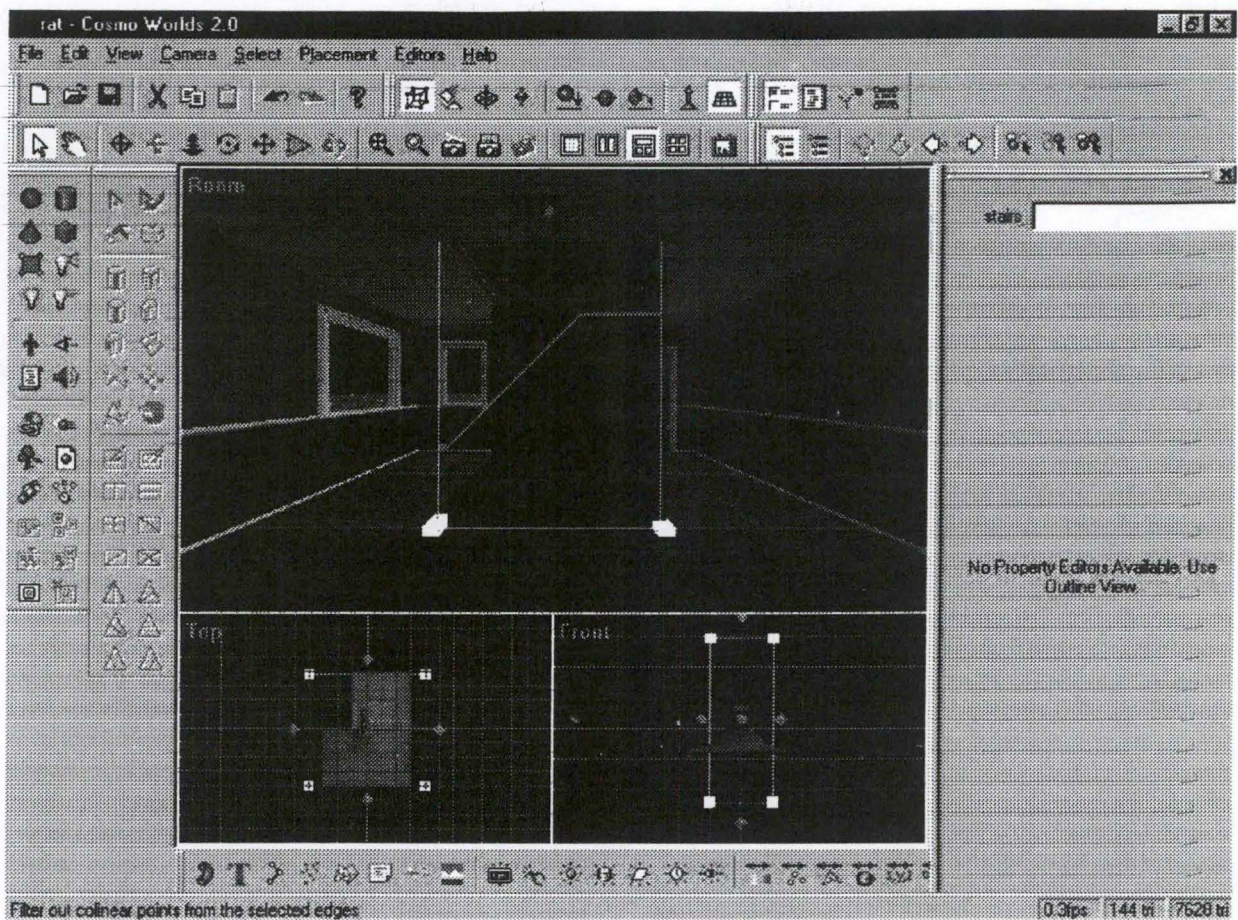 rat - Cosmo Worlds 2.0
File Edit View Camera Select Placement Editors Help
Room
stairs
No Property Editors Available. Use
Outline View.
Top
Front
Filter out colinear points from the selected edges
0.3fps 144 tri 7628 tri